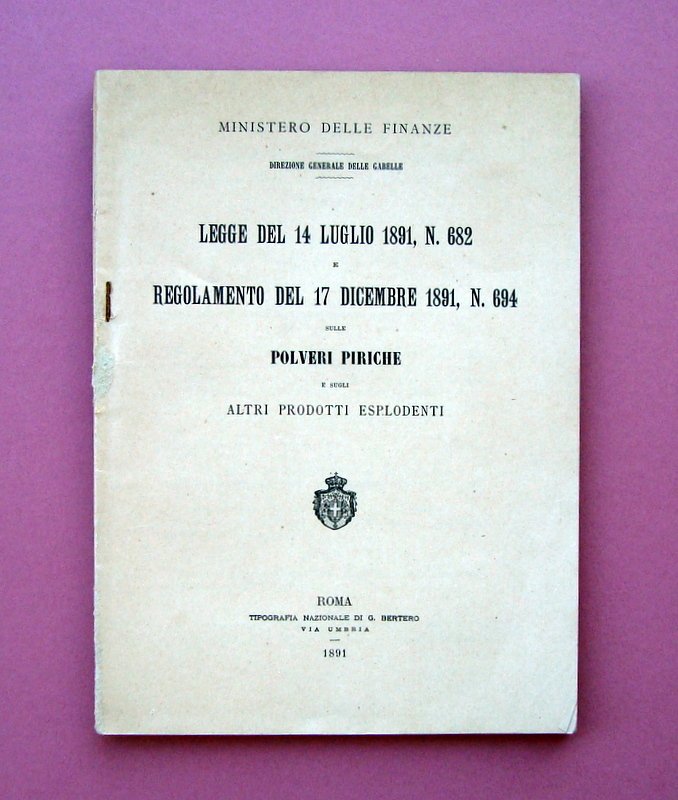 MINISTERO DELLE FINANZE
DIREZIONE GENERALE DELLE GABELLE
LEGGE DEL 14 LUGLIO 1891, N. 682
E
REGOLAMENTO DEL 17 DICEMBRE 1891, N. 694
SULLE
POLVERI PIRICHE
E SUGLI
ALTRI PRODOTTI ESPLODENTI
ROMA
TIPOGRAFIA NAZIONALE DI G. BERTERO
VIA UMBRIA
1891